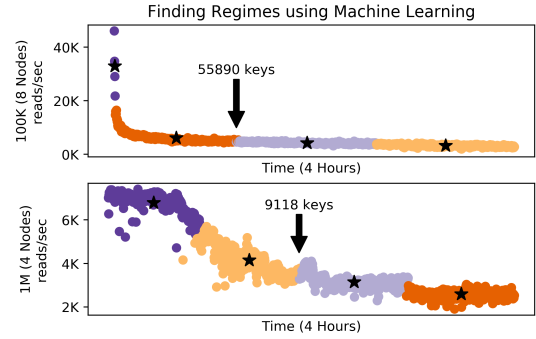 Finding Regimes using Machine Learning
100K (8 Nodes)
reads/sec
40K
20K
0K
55890 keys
Time (4 Hours)
1M (4 Nodes)
reads/sec
6K
4K
2K
9118 keys
Time (4 Hours)